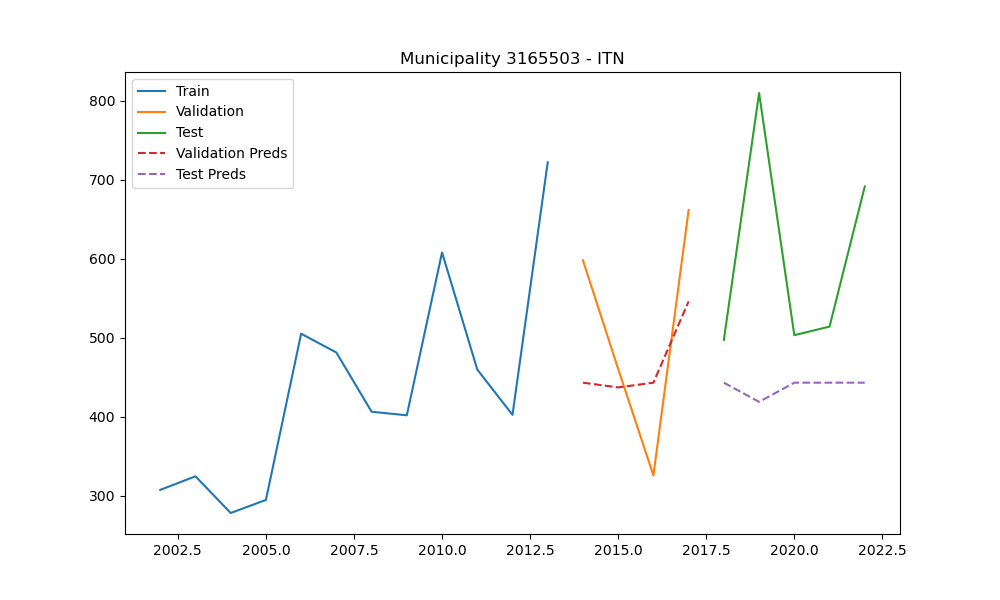 Municipality 3165503 - ITN
Train
Validation
Test
Validation Preds
Test Preds
800
700
600
500
400
300
2002.5 2005.0 2007.5 2010.0 2012.5 2015.0 2017.5 2020.0 2022.5